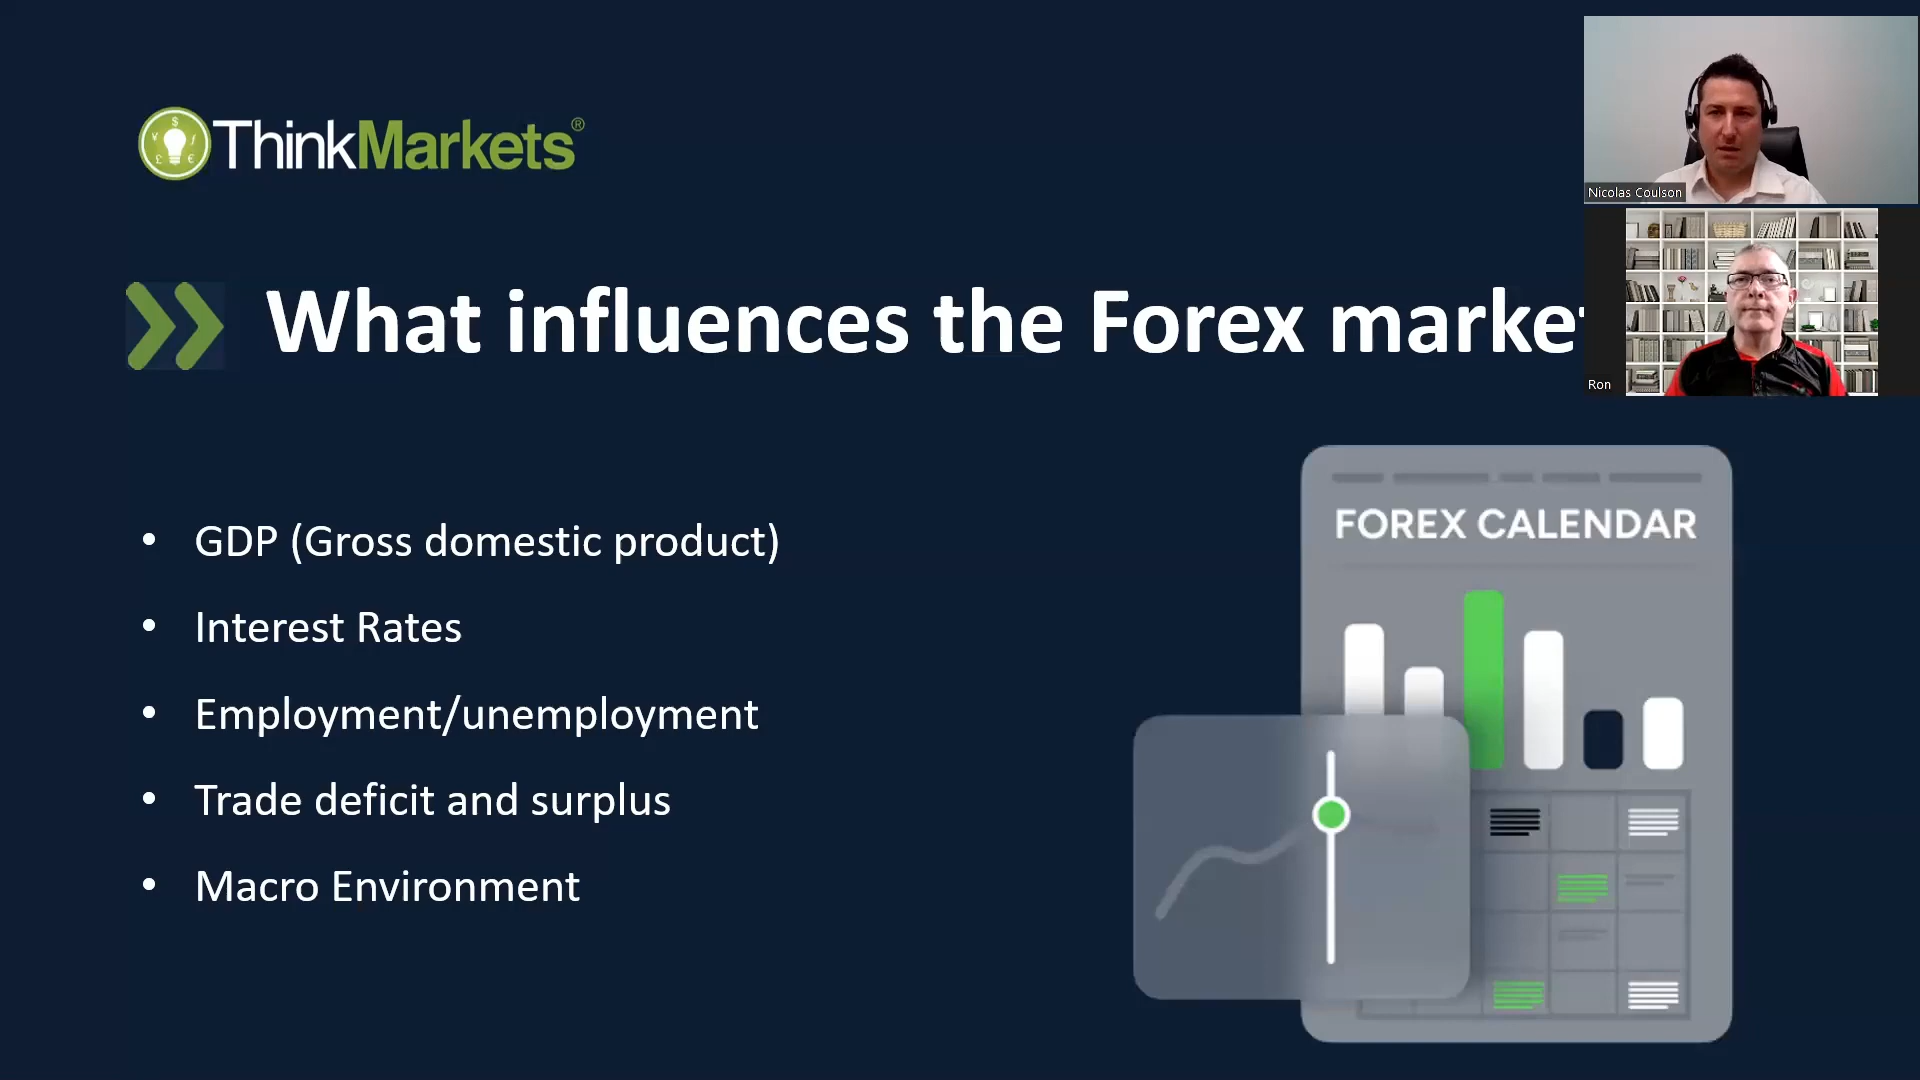 ThinkMarkets®
What influences the Forex marke
• GDP (Gross domestic product)
• Interest Rates
• Employment/unemployment
• Trade deficit and surplus
• Macro Environment
FOREX CALENDAR
Nicolas Coulson
Ron